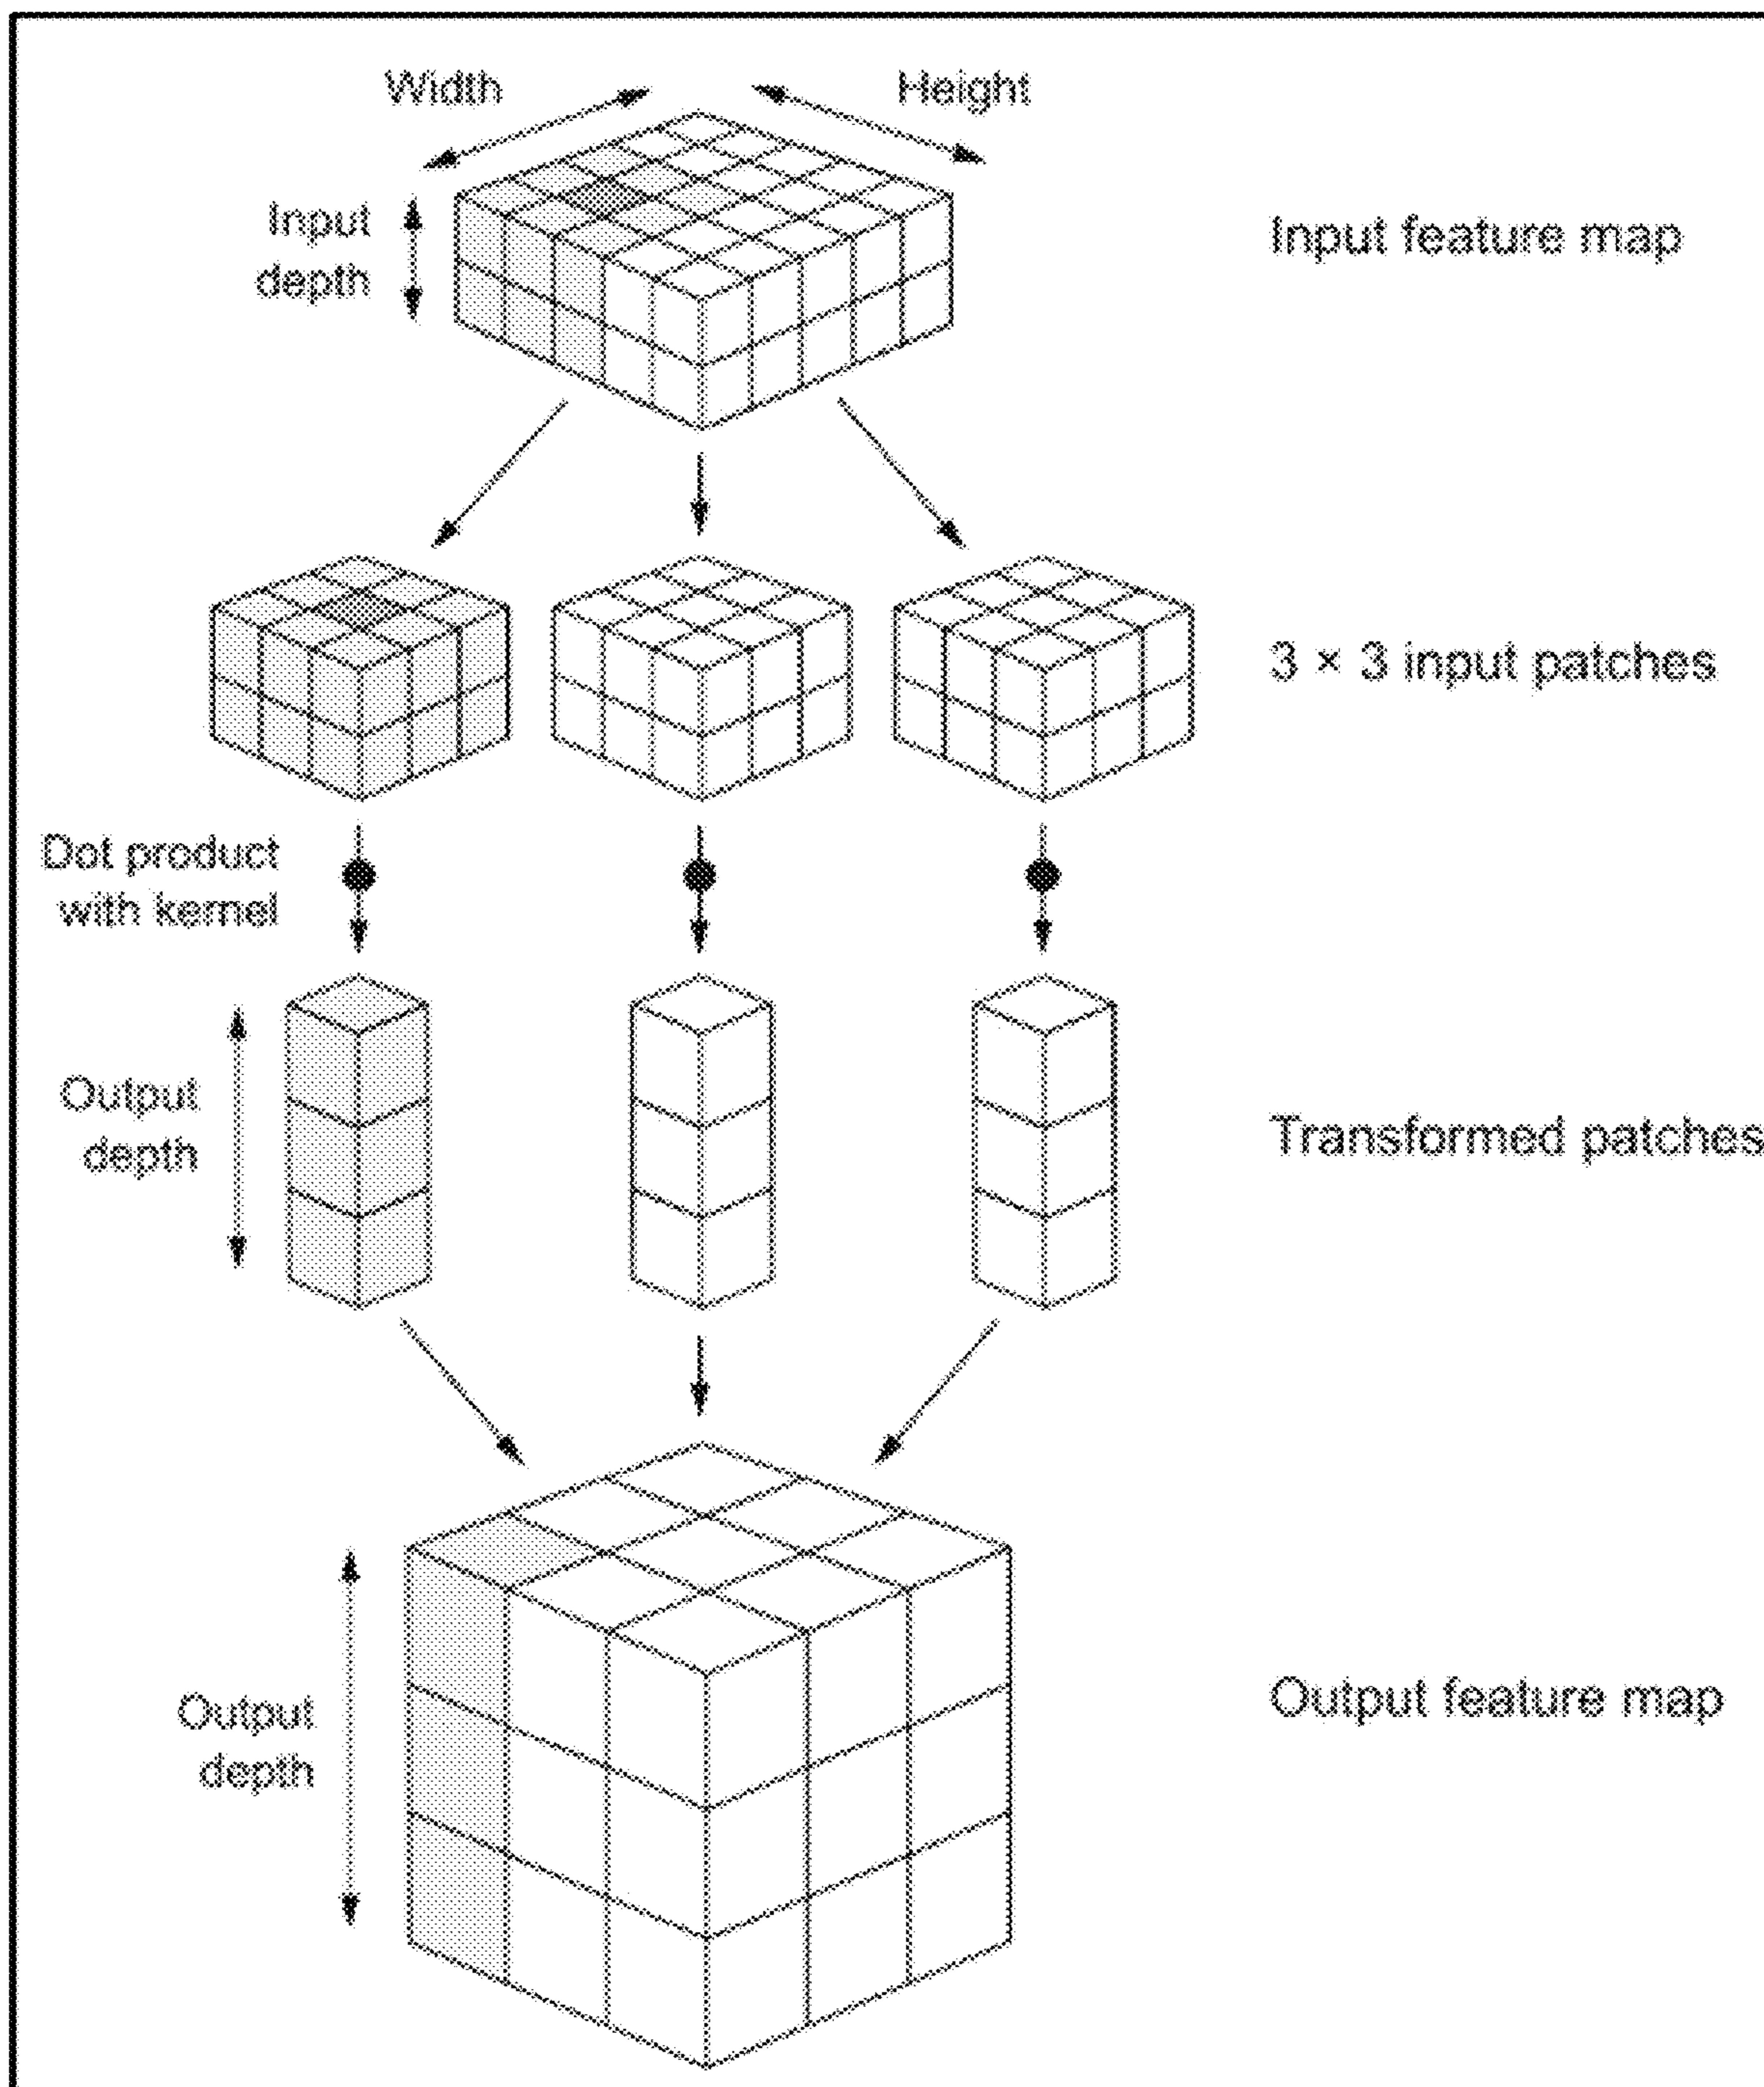 Width
Height
Input
depth
Input feature map
3 × 3 input patches
Dot product
with kernel
Output
depth
Transformed patches
Output
depth
Output feature map